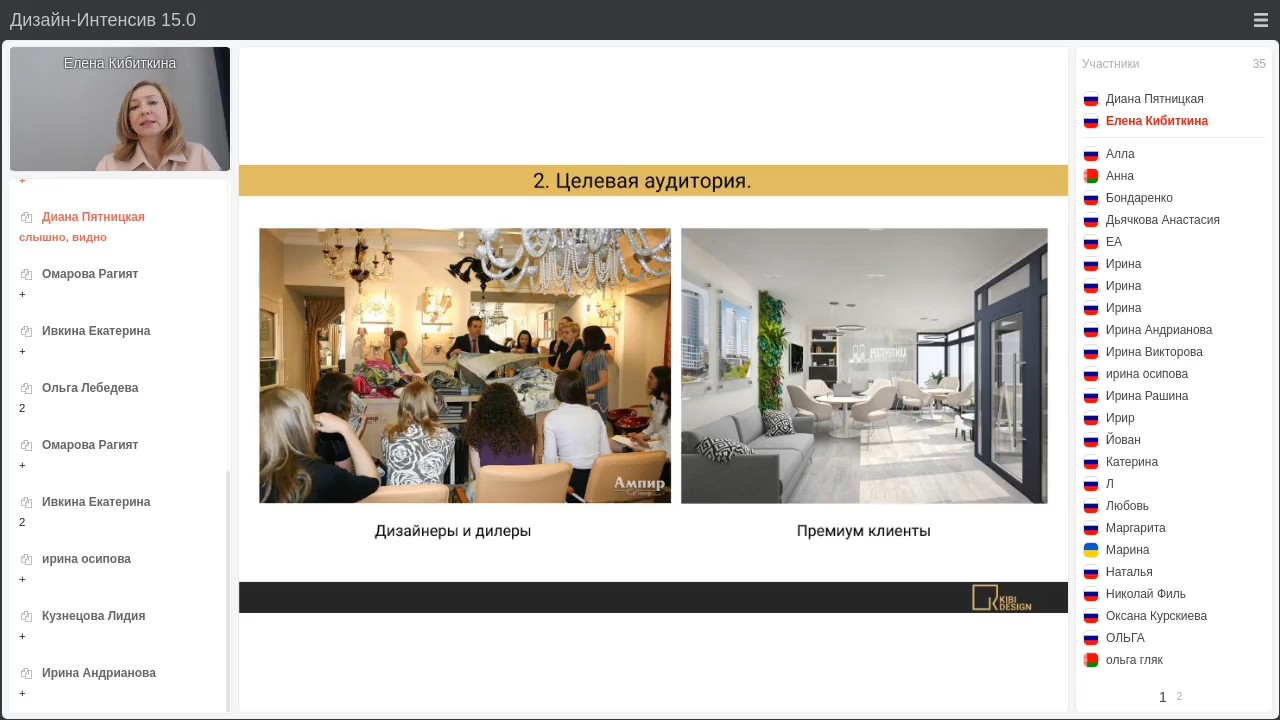 Дизайн-Интенсив 15.0
Елена Кибиткина
+
Диана Пятницкая
слышно, видно
Омарова Рагият
+
Ивкина Екатерина
+
Ольга Лебедева
2
Омарова Рагият
+
Ивкина Екатерина
2
ирина осипова
+
Кузнецова Лидия
+
Ирина Андрианова
+
2. Целевая аудитория.
Ампир
Дизайнеры и дилеры
Премиум клиенты
KIBI
DESIGN
Участники 35
Диана Пятницкая
Елена Кибиткина
Алла
Анна
Бондаренко
Дьячкова Анастасия
ЕА
Ирина
Ирина
Ирина
Ирина Андрианова
Ирина Викторова
ирина осипова
Ирина Рашина
Ирир
Йован
Катерина
Л
Любовь
Маргарита
Марина
Наталья
Николай Филь
Оксана Курскиева
ОЛЬГА
ольга гляк
1 2